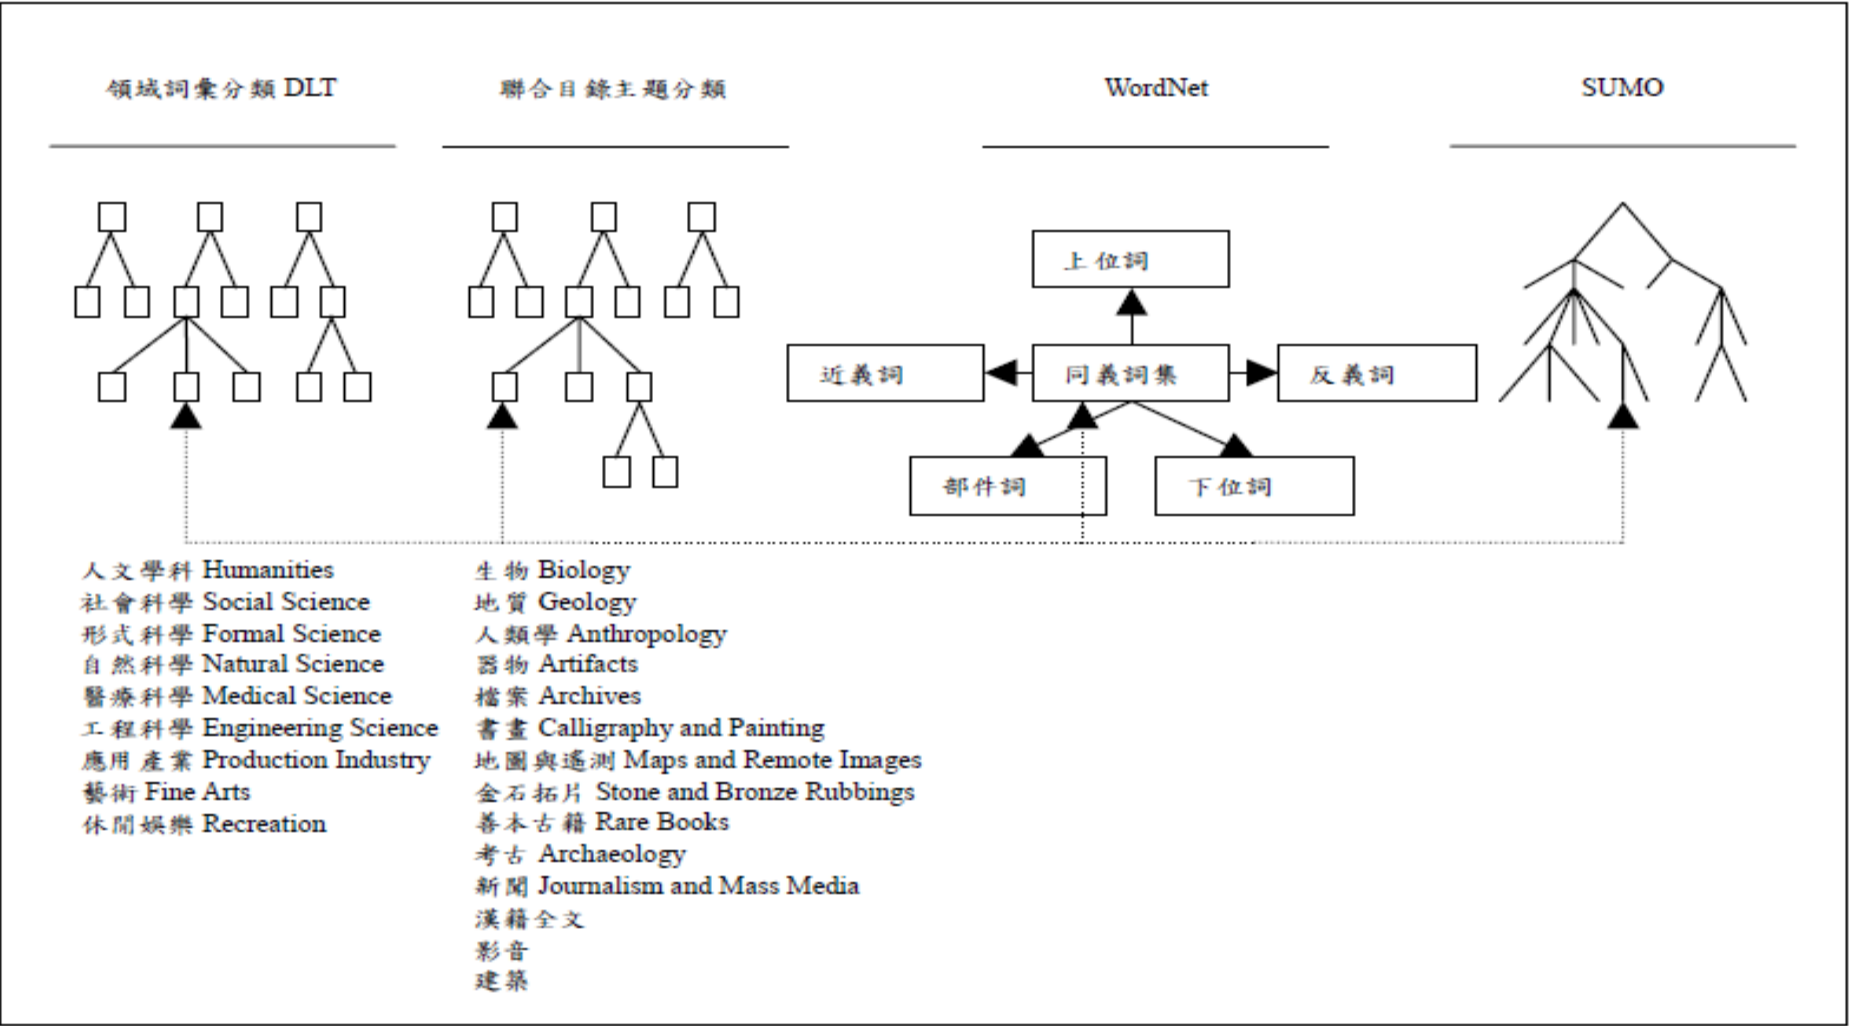 領域詞彙分類 DLT
聯合目錄主題分類
WordNet
SUMO
上位詞
近義詞
同義詞集
反義詞
部件詞
下位詞
人文學科 Humanities
社會科學 Social Science
形式科學 Formal Science
自然科學 Natural Science
醫療科學 Medical Science
工程科學 Engineering Science
應用產業 Production Industry
藝術 Fine Arts
休閒娛樂 Recreation
生物 Biology
地質 Geology
人類學 Anthropology
器物 Artifacts
檔案 Archives
書畫 Calligraphy and Painting
地圖與遙測 Maps and Remote Images
金石拓片 Stone and Bronze Rubbings
善本古籍 Rare Books
考古 Archaeology
新聞 Journalism and Mass Media
漢籍全文
影音
建築